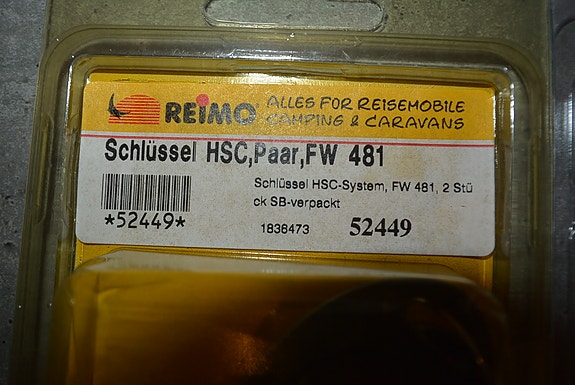 REIMO® ALLES FÜR REISEMOBILE
CAMPING & CARAVANS
Schlüssel HSC,Paar,FW 481
Schlüssel HSC-System, FW 481, 2 Stü
ck SB-verpackt
*52449*
1836473 52449